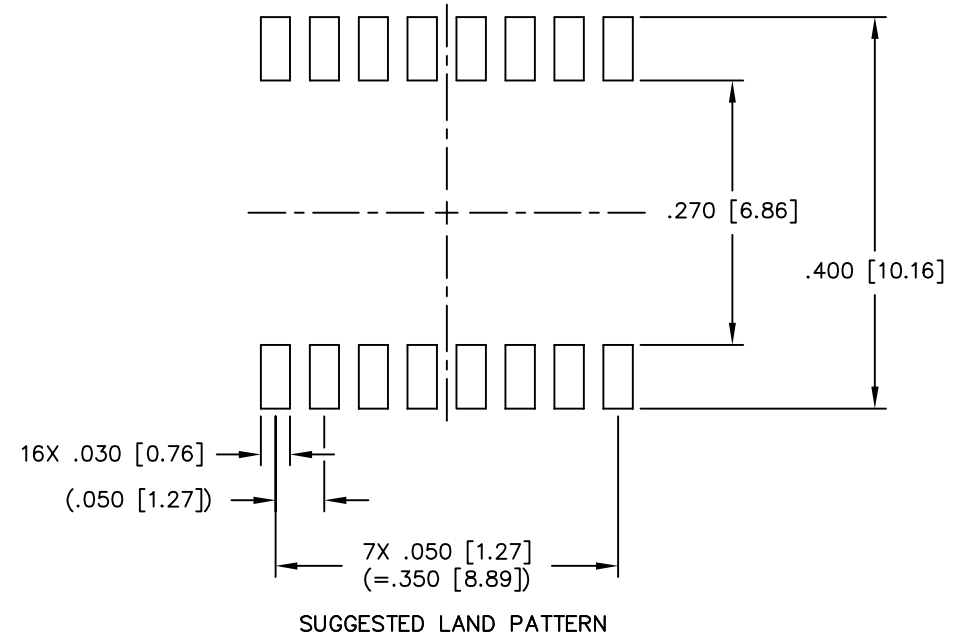 .270 [6.86]
.400 [10.16]
16X .030 [0.76]
(.050 [1.27])
7X .050 [1.27]
(=.350 [8.89])
SUGGESTED LAND PATTERN